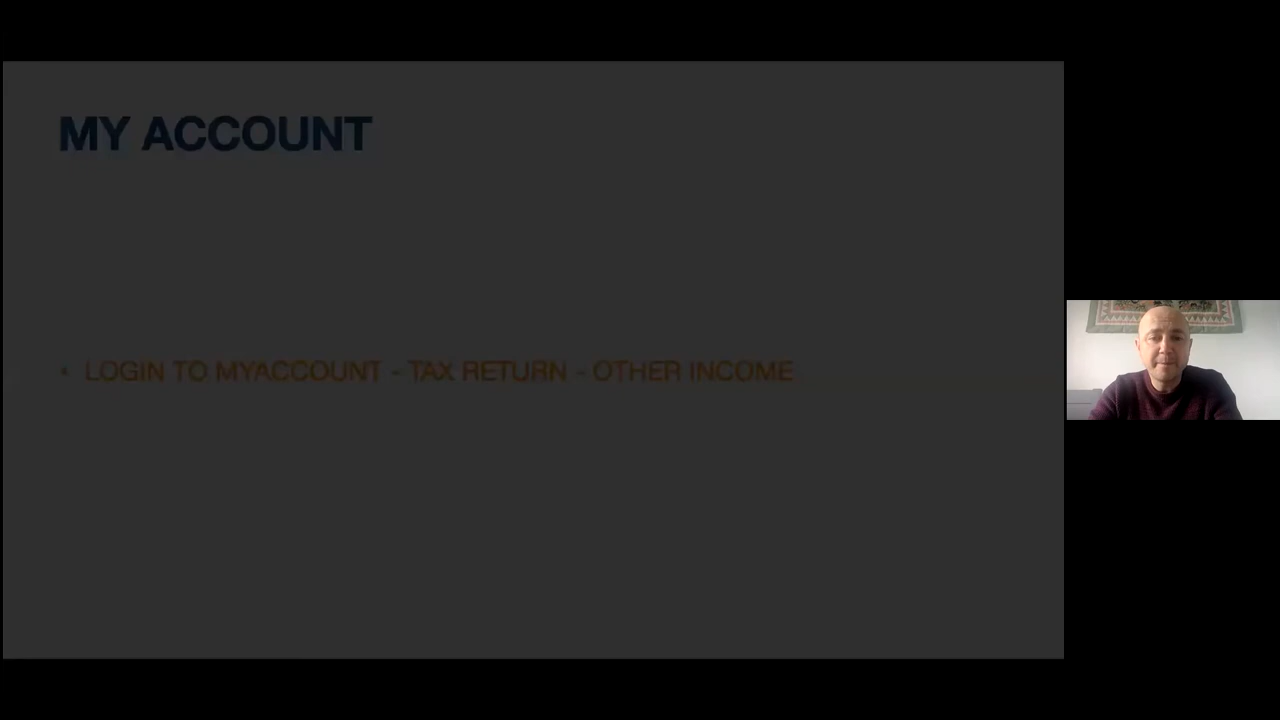 MY ACCOUNT
• LOGIN TO MYACCOUNT - TAX RETURN - OTHER INCOME